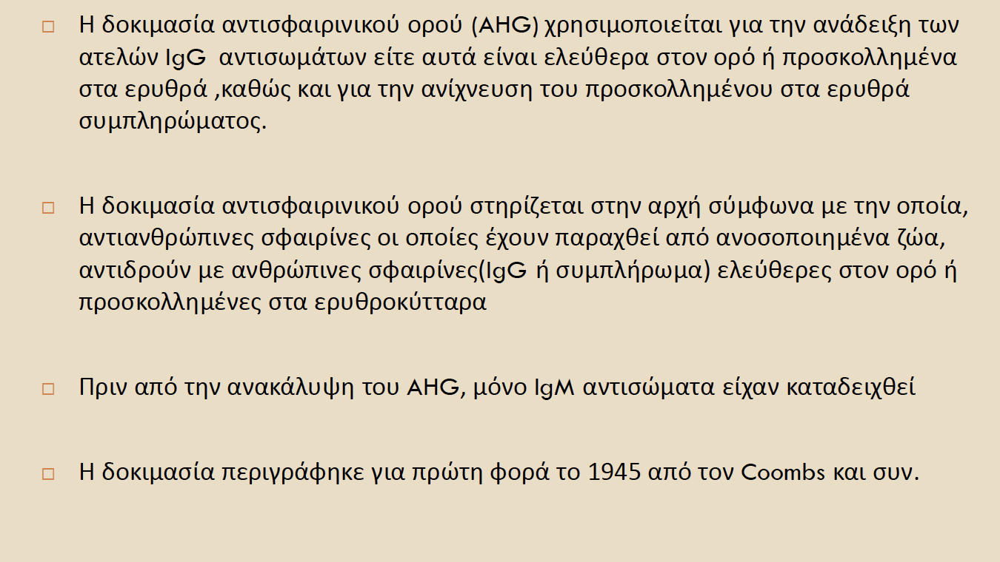 Η δοκιμασία αντισφαιρινικού ορού (AHG) χρησιμοποιείται για την ανάδειξη των
ατελών IgG αντισωμάτων είτε αυτά είναι ελεύθερα στον ορό ή προσκολλημένα
στα ερυθρά ,καθώς και για την ανίχνευση του προσκολλημένου στα ερυθρά
συμπληρώματος.
Η δοκιμασία αντισφαιρινικού ορού στηρίζεται στην αρχή σύμφωνα με την οποία,
αντιανθρώπινες σφαιρίνες οι οποίες έχουν παραχθεί από ανοσοποιημένα ζώα,
αντιδρούν με ανθρώπινες σφαιρίνες(IgG ή συμπλήρωμα) ελεύθερες στον ορό ή
προσκολλημένες στα ερυθροκύτταρα
Πριν από την ανακάλυψη του AHG, μόνο IgM αντισώματα είχαν καταδειχθεί
Η δοκιμασία περιγράφηκε για πρώτη φορά το 1945 από τον Coombs και συν.